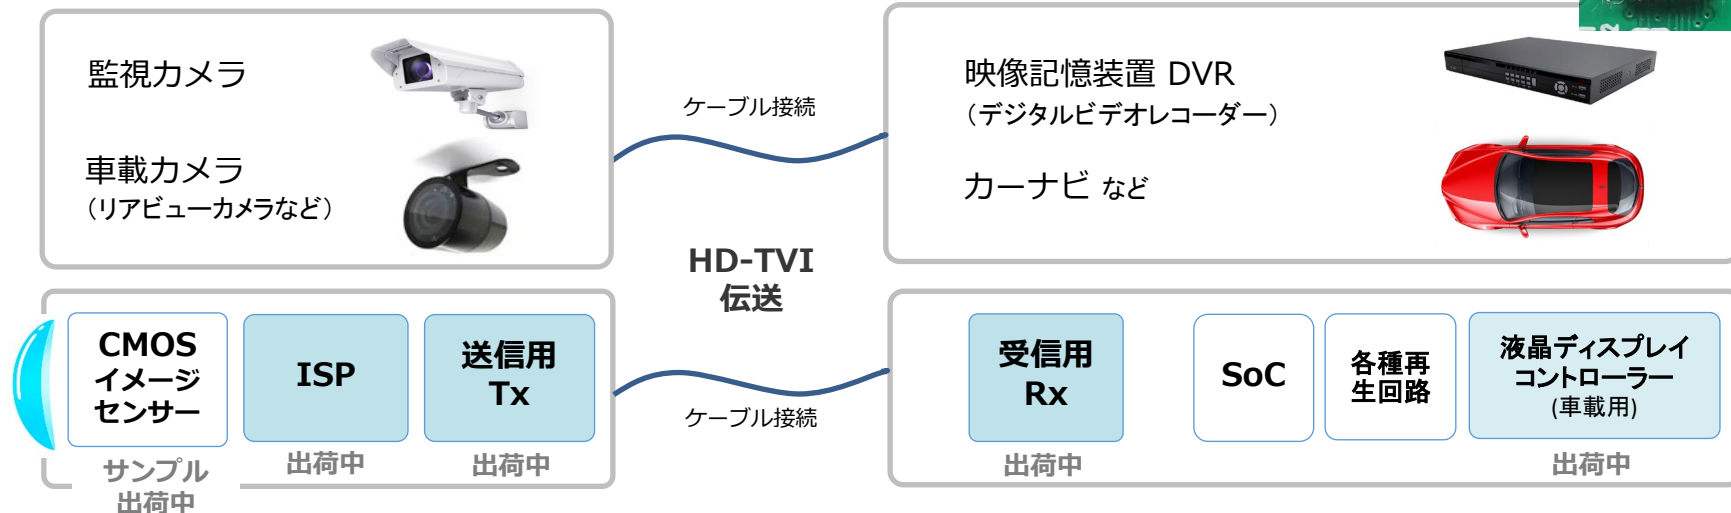 監視カメラ
車載カメラ
（リアビューカメラなど）
ケーブル接続
映像記憶装置 DVR
（デジタルビデオレコーダー）
カーナビ など
HD-TVI
伝送
CMOS
イメージ
センサー
サンプル
出荷中
ISP
出荷中
送信用
Tx
出荷中
ケーブル接続
受信用
Rx
出荷中
SoC
各種再
生回路
液晶ディスプレイ
コントローラー
(車載用)
出荷中